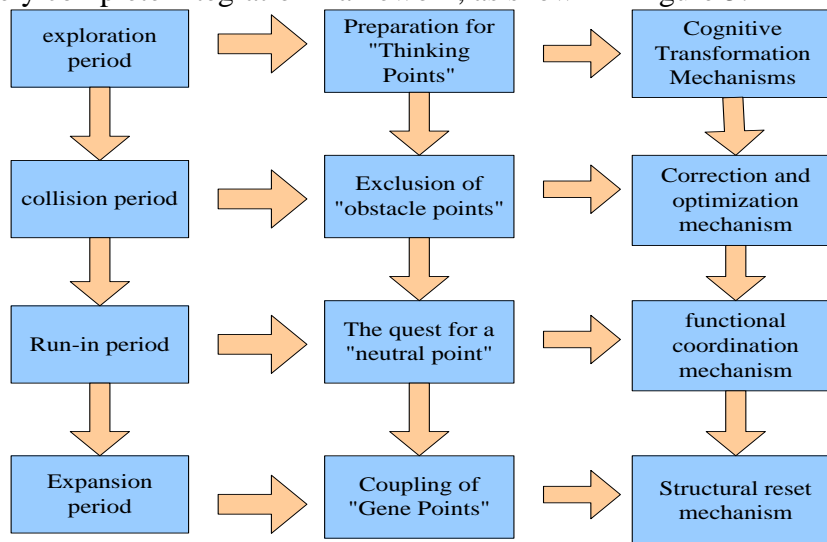 exploration
period
Preparation for
"Thinking
Points"
Cognitive
Transformation
Mechanisms
collision period
Exclusion of
"obstacle points"
Correction and
optimization
mechanism
Run-in period
The quest for a
"neutral point"
functional
coordination
mechanism
Expansion
period
Coupling of
"Gene Points"
Structural reset
mechanism